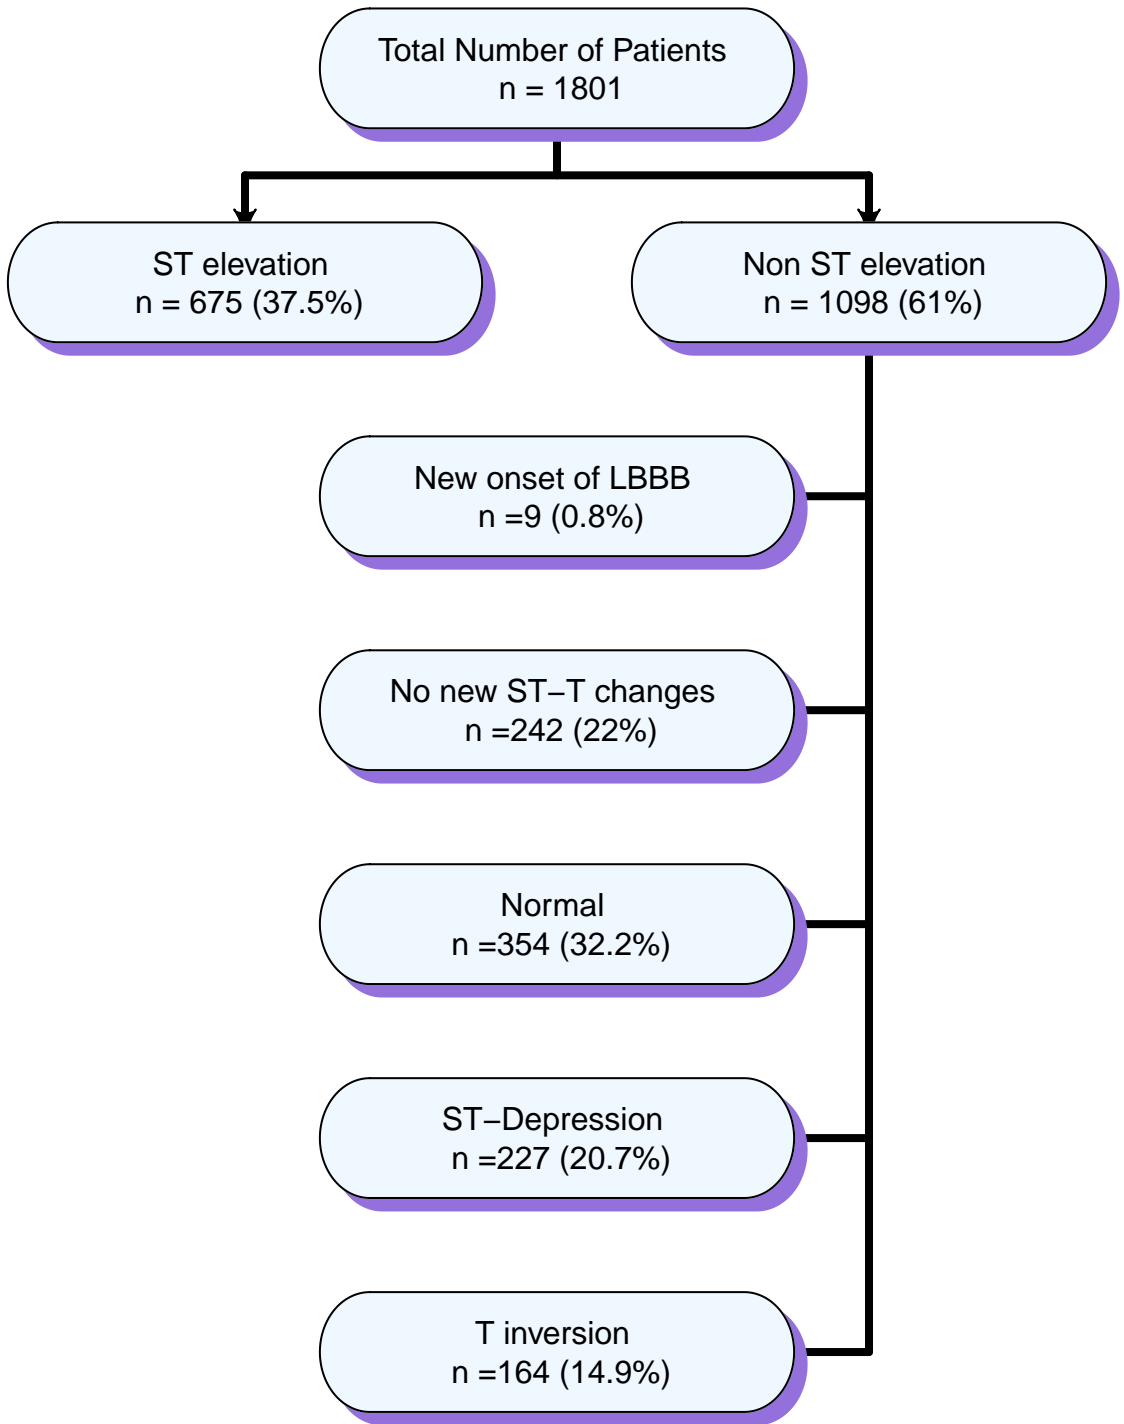 Total Number of Patients
n = 1801
ST elevation
n = 675 (37.5%)
Non ST elevation
n = 1098 (61%)
New onset of LBBB
n =9 (0.8%)
No new ST−T changes
n =242 (22%)
Normal
n =354 (32.2%)
ST−Depression
n =227 (20.7%)
T inversion
n =164 (14.9%)